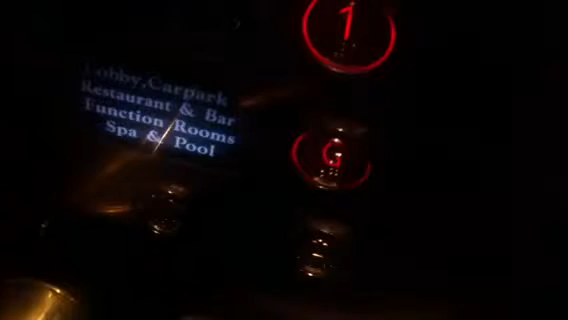 1
Lobby,Carpark
Restaurant & Bar
Function Rooms
Spa & Pool
G